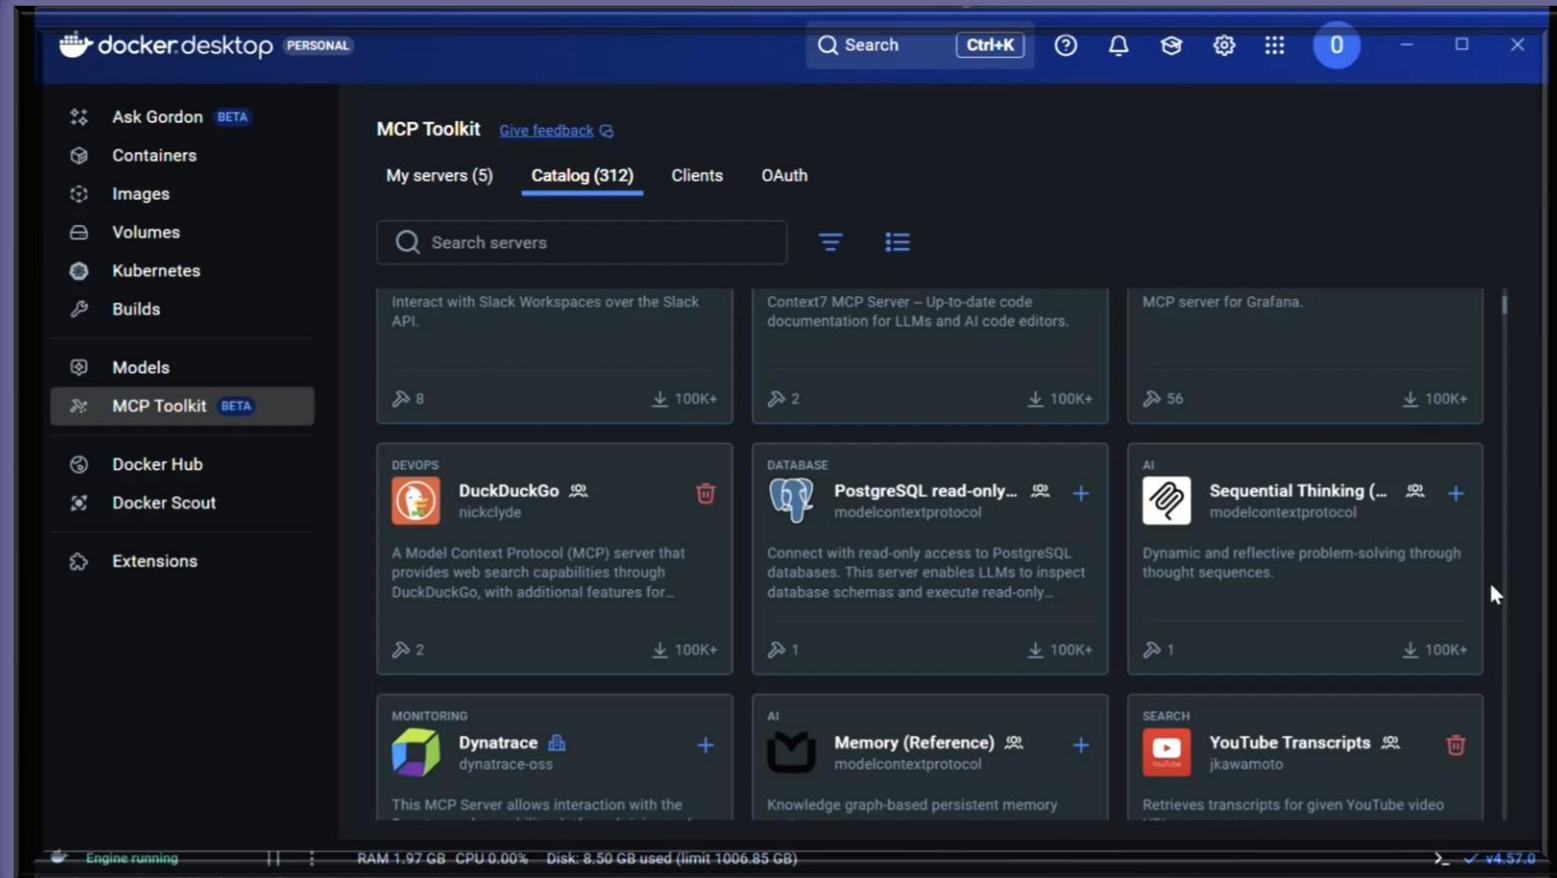 docker.desktop PERSONAL
Search Ctrl+K
O
Ask Gordon BETA
Containers
Images
Volumes
Kubernetes
Builds
Models
MCP Toolkit BETA
Docker Hub
Docker Scout
Extensions
MCP Toolkit Give feedback
My servers (5) Catalog (312) Clients OAuth
Search servers
Interact with Slack Workspaces over the Slack
API.
8 100K+
Context7 MCP Server – Up-to-date code
documentation for LLMs and AI code editors.
2 100K+
MCP server for Grafana.
56 100K+
DEVOPS
DuckDuckGo
nickclyde
A Model Context Protocol (MCP) server that
provides web search capabilities through
DuckDuckGo, with additional features for...
2 100K+
DATABASE
PostgreSQL read-only...
modelcontextprotocol
Connect with read-only access to PostgreSQL
databases. This server enables LLMs to inspect
database schemas and execute read-only...
1 100K+
AI
Sequential Thinking (...
modelcontextprotocol
Dynamic and reflective problem-solving through
thought sequences.
1 100K+
MONITORING
Dynatrace
dynatrace-oss
This MCP Server allows interaction with the
AI
Memory (Reference)
modelcontextprotocol
Knowledge graph-based persistent memory
SEARCH
YouTube
YouTube Transcripts
jkawamoto
Retrieves transcripts for given YouTube video
Engine running RAM 1.97 GB CPU 0.00% Disk: 8.50 GB used (limit 1006.85 GB) v4.57.0